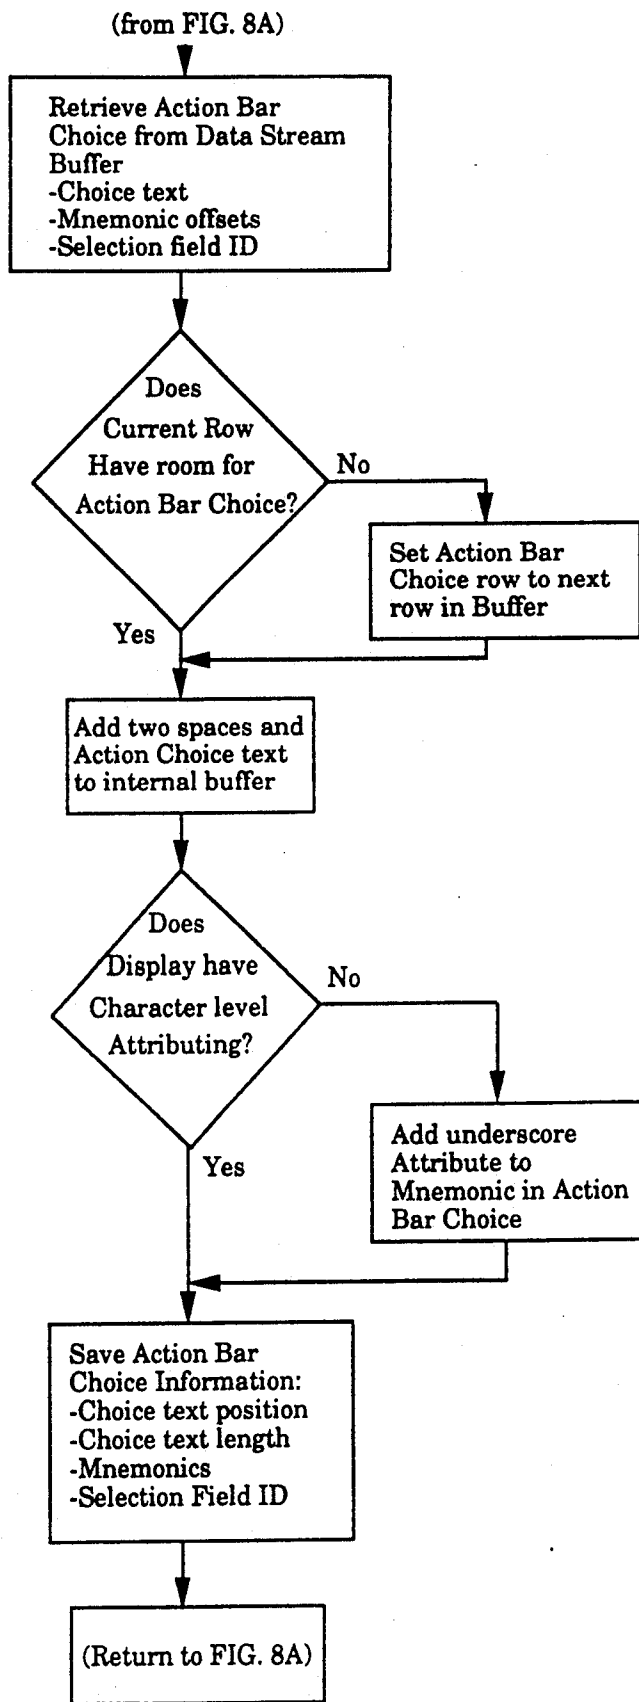 (from FIG. 8A)
Retrieve Action Bar
Choice from Data Stream
Buffer
-Choice text
-Mnemonic offsets
-Selection field ID
Does
Current Row
Have room for
Action Bar Choice?
No
Set Action Bar
Choice row to next
row in Buffer
Yes
Add two spaces and
Action Choice text
to internal buffer
Does
Display have
Character level
Attributing?
No
Add underscore
Attribute to
Mnemonic in Action
Bar Choice
Yes
Save Action Bar
Choice Information:
-Choice text position
-Choice text length
-Mnemonics
-Selection Field ID
(Return to FIG. 8A)